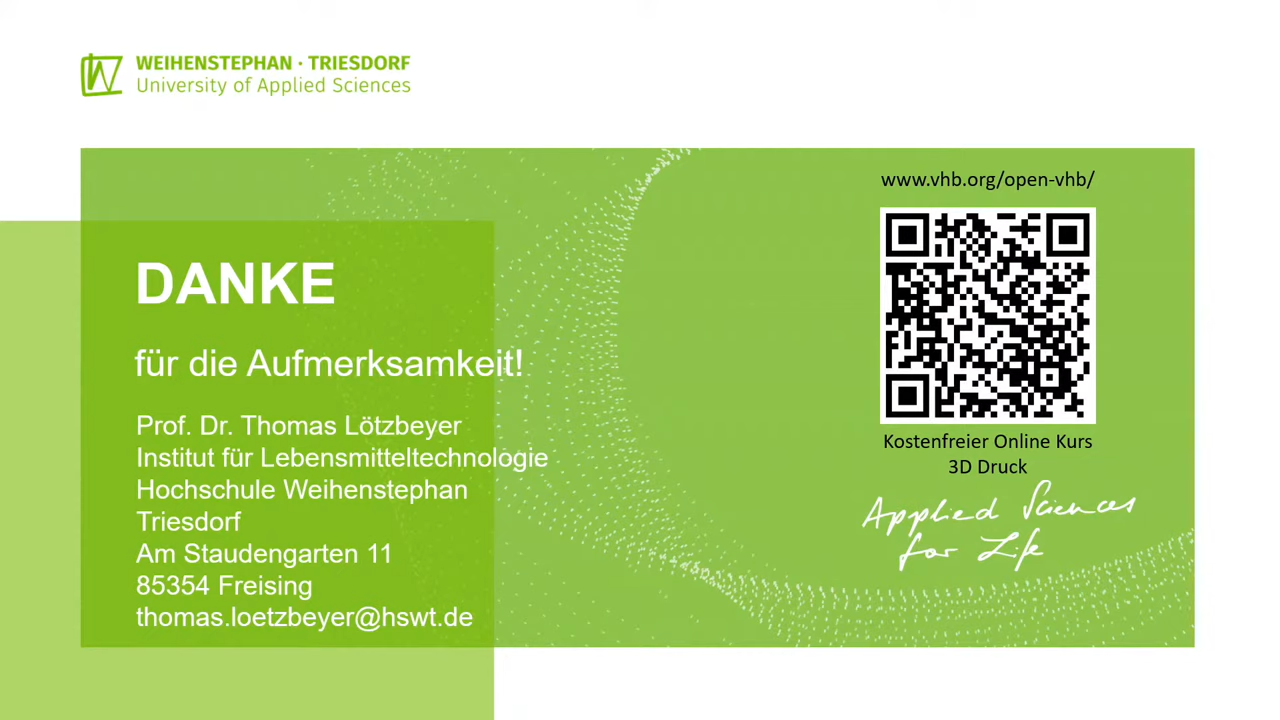 WEIHENSTEPHAN · TRIESDORF
University of Applied Sciences
DANKE
für die Aufmerksamkeit!
Prof. Dr. Thomas Lötzbeyer
Institut für Lebensmitteltechnologie
Hochschule Weihenstephan
Triesdorf
Am Staudengarten 11
85354 Freising
thomas.loetzbeyer@hswt.de
www.vhb.org/open-vhb/
Kostenfreier Online Kurs
3D Druck
Applied Sciences
for Life